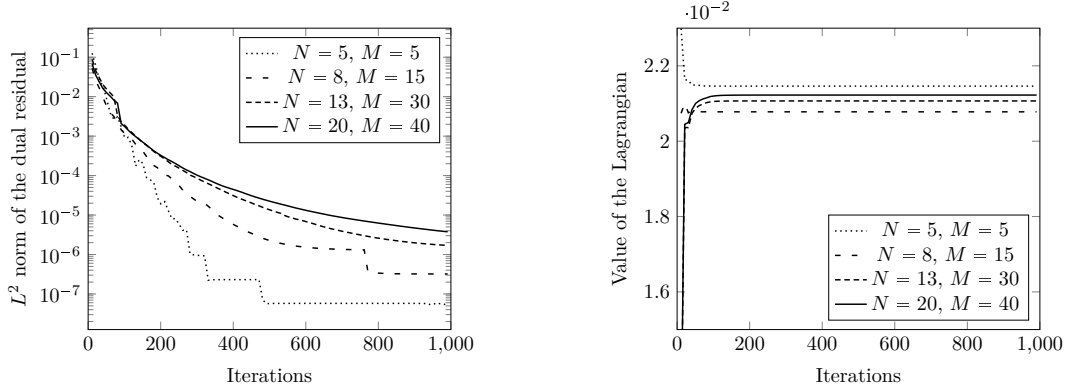 10^{-1}
10^{-2}
10^{-3}
10^{-4}
10^{-5}
10^{-6}
10^{-7}
L^2 norm of the dual residual
0 200 400 600 800 1,000
Iterations
N = 5, M = 5
N = 8, M = 15
N = 13, M = 30
N = 20, M = 40
·10^{-2}
2.2
2
1.8
1.6
Value of the Lagrangian
0 200 400 600 800 1,000
Iterations
N = 5, M = 5
N = 8, M = 15
N = 13, M = 30
N = 20, M = 40